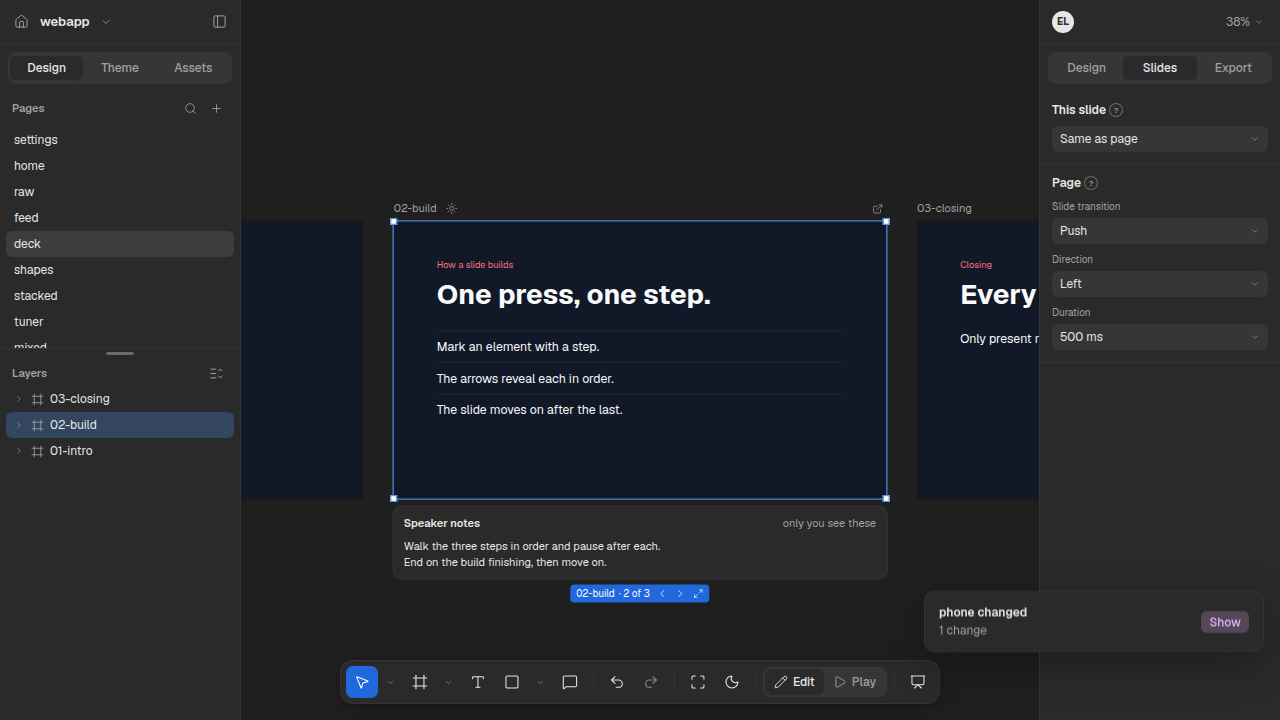 webapp
Design
Theme
Assets
Pages
settings
home
raw
feed
deck
shapes
stacked
tuner
mixed
Layers
03-closing
02-build
01-intro
02-build
How a slide builds
One press, one step.
Mark an element with a step.
The arrows reveal each in order.
The slide moves on after the last.
Speaker notes
only you see these
Walk the three steps in order and pause after each.
End on the build finishing, then move on.
02-build · 2 of 3
03-closing
Closing
Every
Only present
Edit
Play
EL
38%
Design
Slides
Export
This slide ?
Same as page
Page ?
Slide transition
Push
Direction
Left
Duration
500 ms
phone changed
1 change
Show